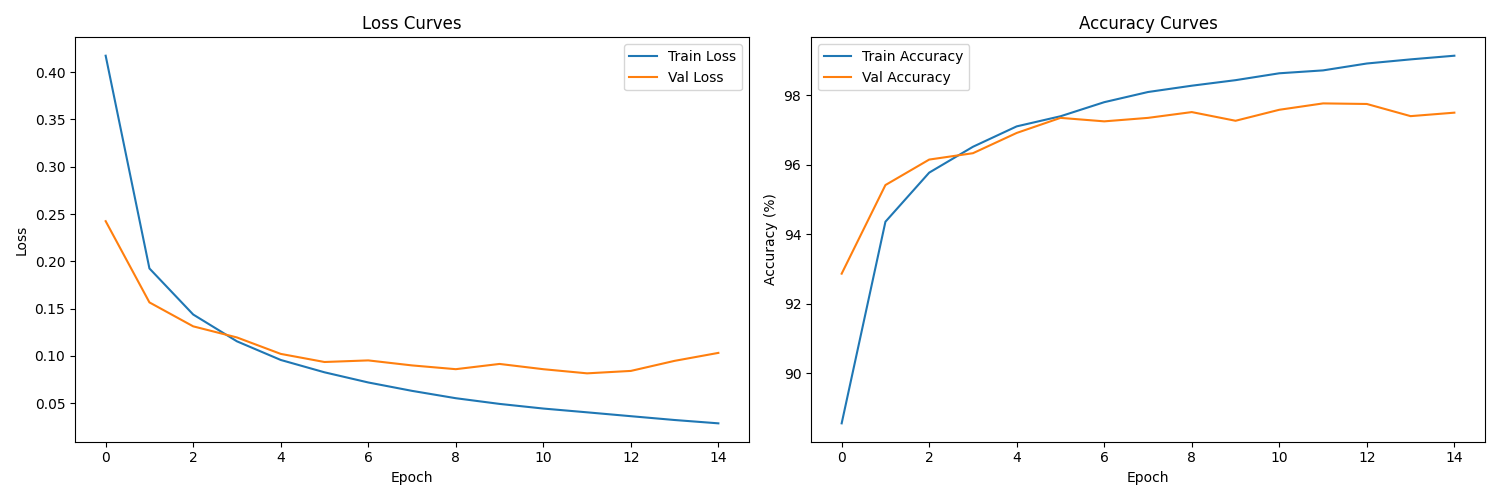 Loss Curves
Train Loss
Val Loss
0.40
0.35
0.30
0.25
0.20
0.15
0.10
0.05
Loss
0 2 4 6 8 10 12 14
Epoch
Accuracy Curves
Train Accuracy
Val Accuracy
98
96
94
92
90
Accuracy (%)
0 2 4 6 8 10 12 14
Epoch